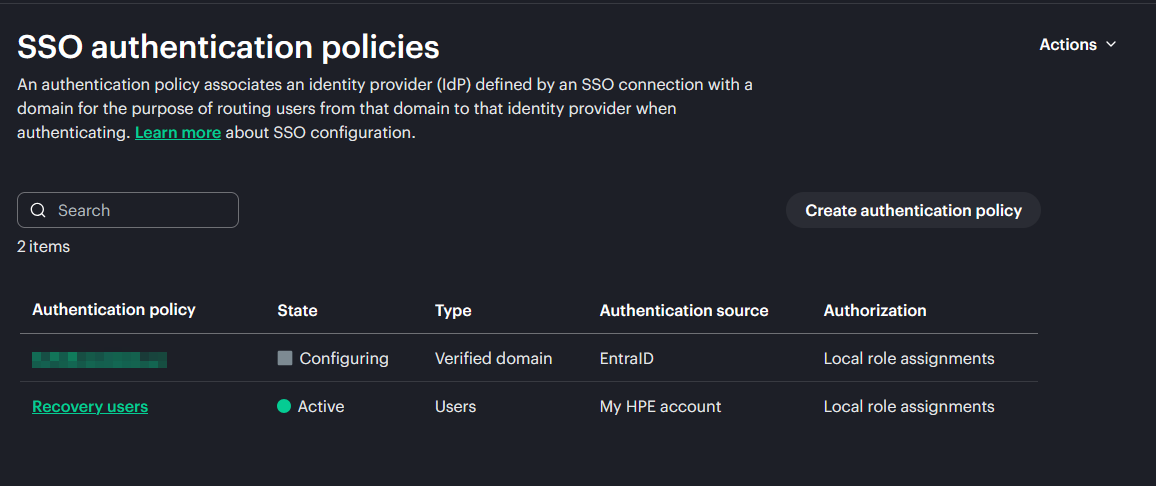 SSO authentication policies
Actions
An authentication policy associates an identity provider (IdP) defined by an SSO connection with a
domain for the purpose of routing users from that domain to that identity provider when
authenticating. Learn more about SSO configuration.
Search
Create authentication policy
2 items
Authentication policy State Type Authentication source Authorization
Configuring Verified domain EntraID Local role assignments
Recovery users Active Users My HPE account Local role assignments